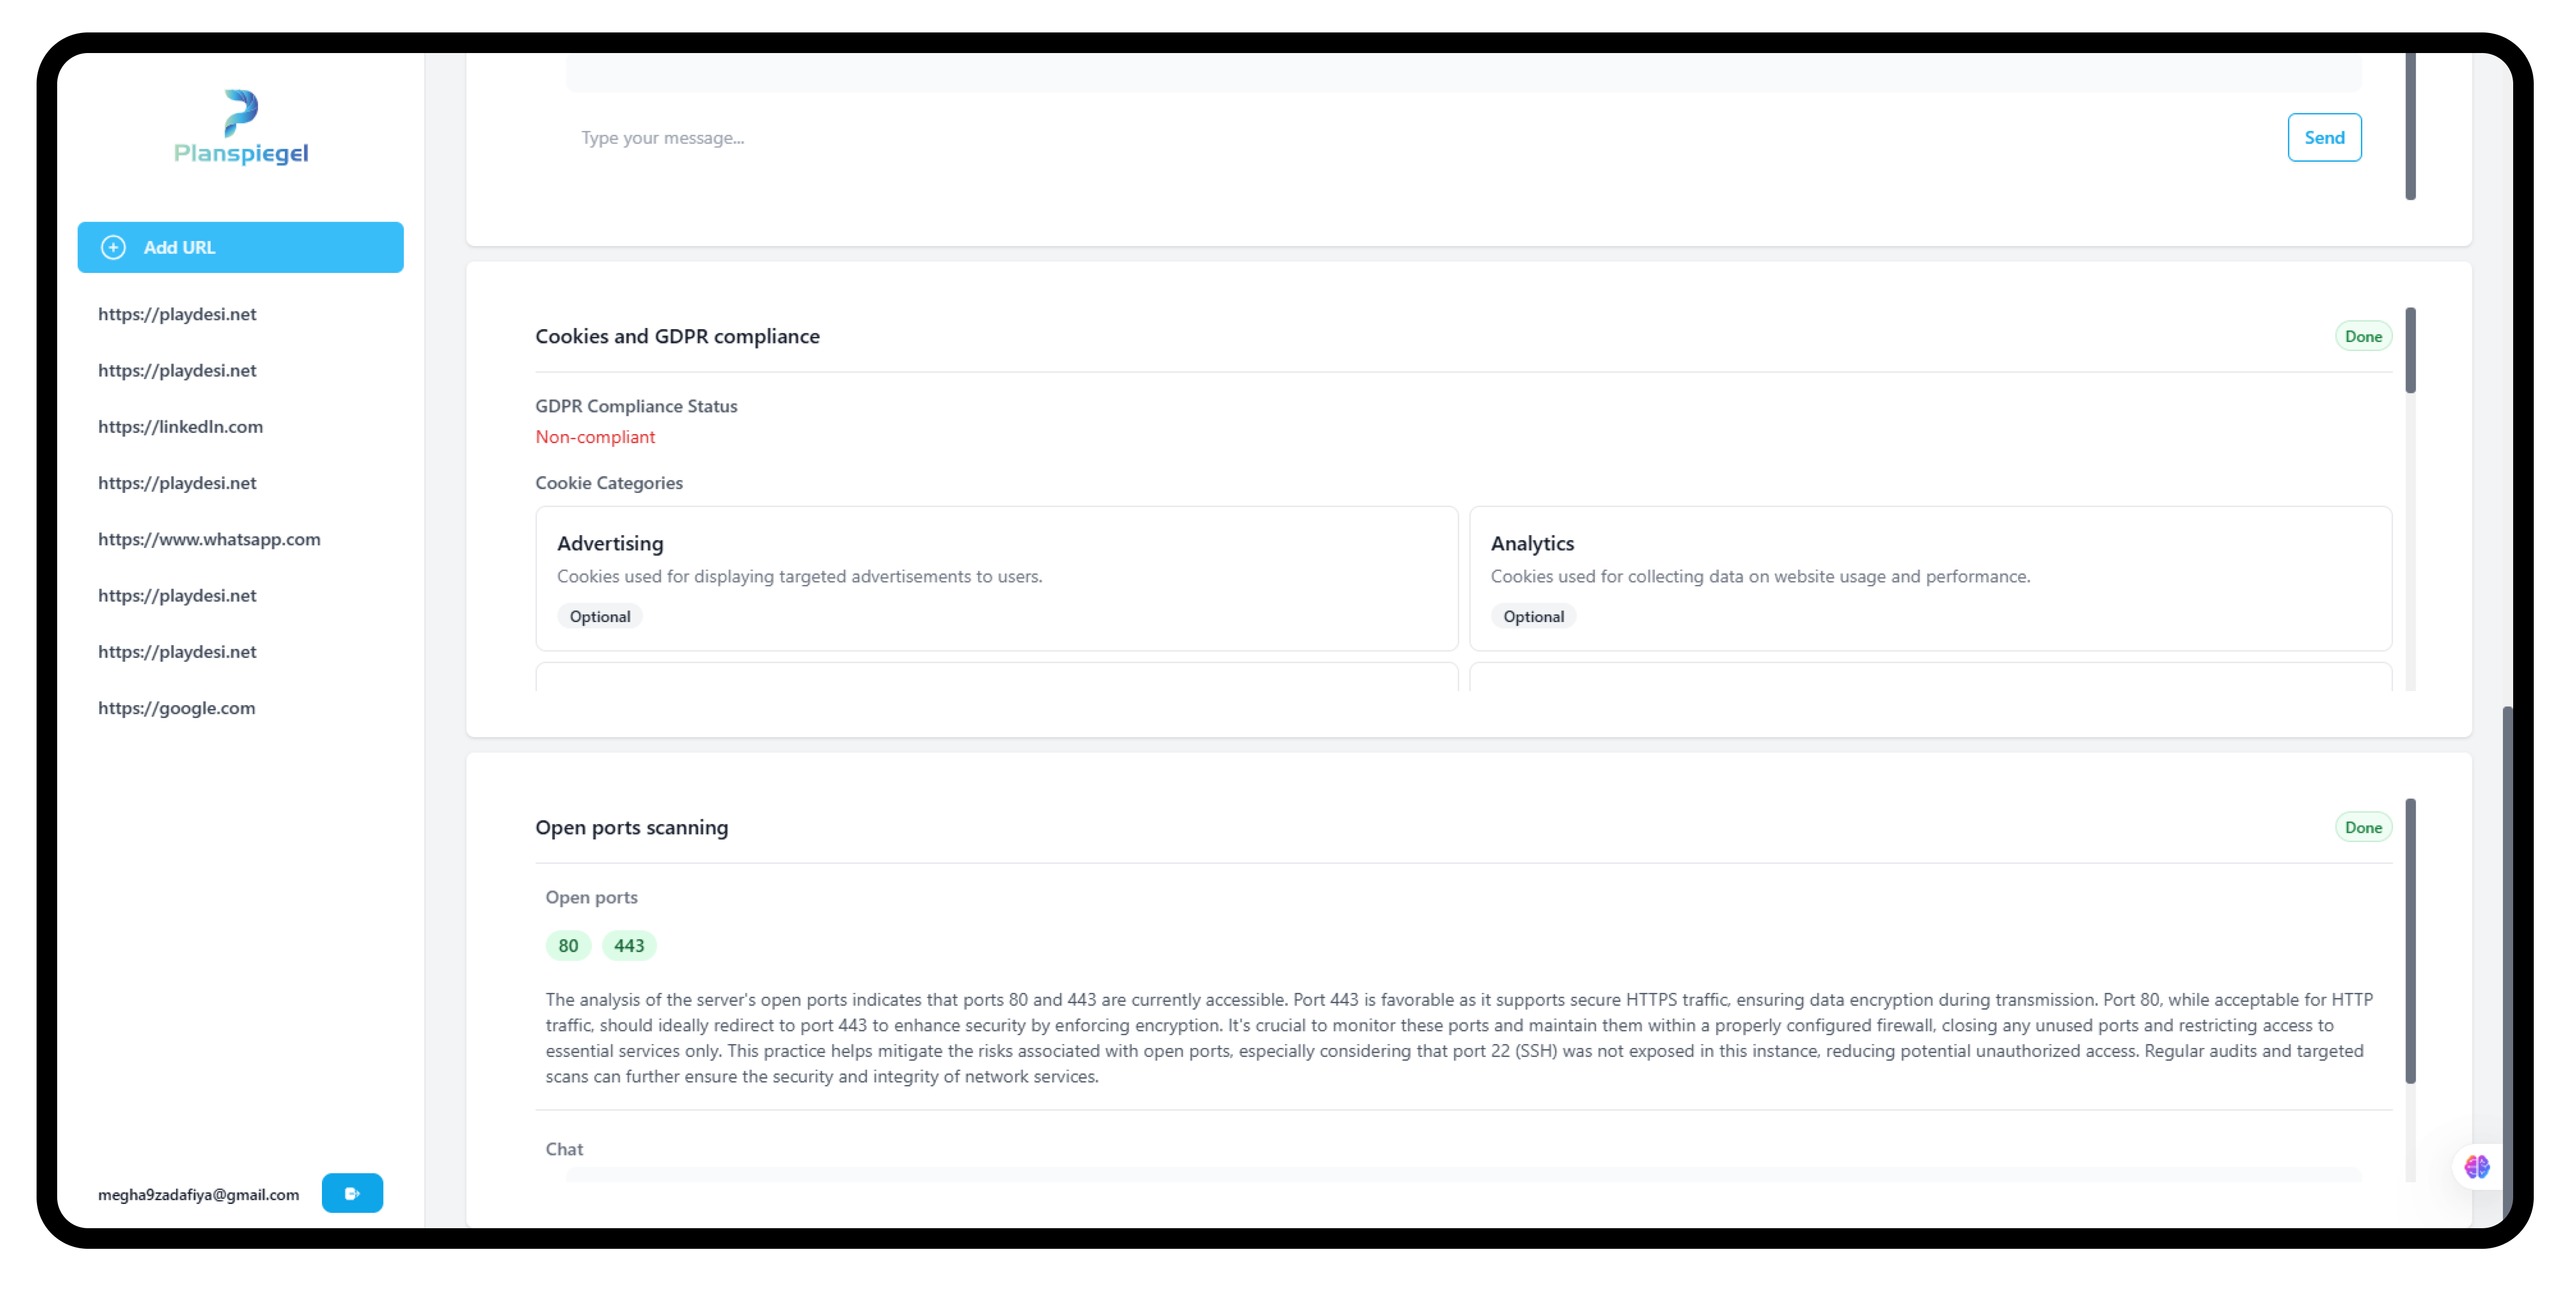 Planspiegel
Add URL
https://playdesi.net
https://playdesi.net
https://linkedIn.com
https://playdesi.net
https://www.whatsapp.com
https://playdesi.net
https://playdesi.net
https://google.com
megha9zadafiya@gmail.com
Type your message...
Send
Cookies and GDPR compliance
Done
GDPR Compliance Status
Non-compliant
Cookie Categories
Advertising
Cookies used for displaying targeted advertisements to users.
Optional
Analytics
Cookies used for collecting data on website usage and performance.
Optional
Open ports scanning
Done
Open ports
80 443
The analysis of the server's open ports indicates that ports 80 and 443 are currently accessible. Port 443 is favorable as it supports secure HTTPS traffic, ensuring data encryption during transmission. Port 80, while acceptable for HTTP
traffic, should ideally redirect to port 443 to enhance security by enforcing encryption. It's crucial to monitor these ports and maintain them within a properly configured firewall, closing any unused ports and restricting access to
essential services only. This practice helps mitigate the risks associated with open ports, especially considering that port 22 (SSH) was not exposed in this instance, reducing potential unauthorized access. Regular audits and targeted
scans can further ensure the security and integrity of network services.
Chat